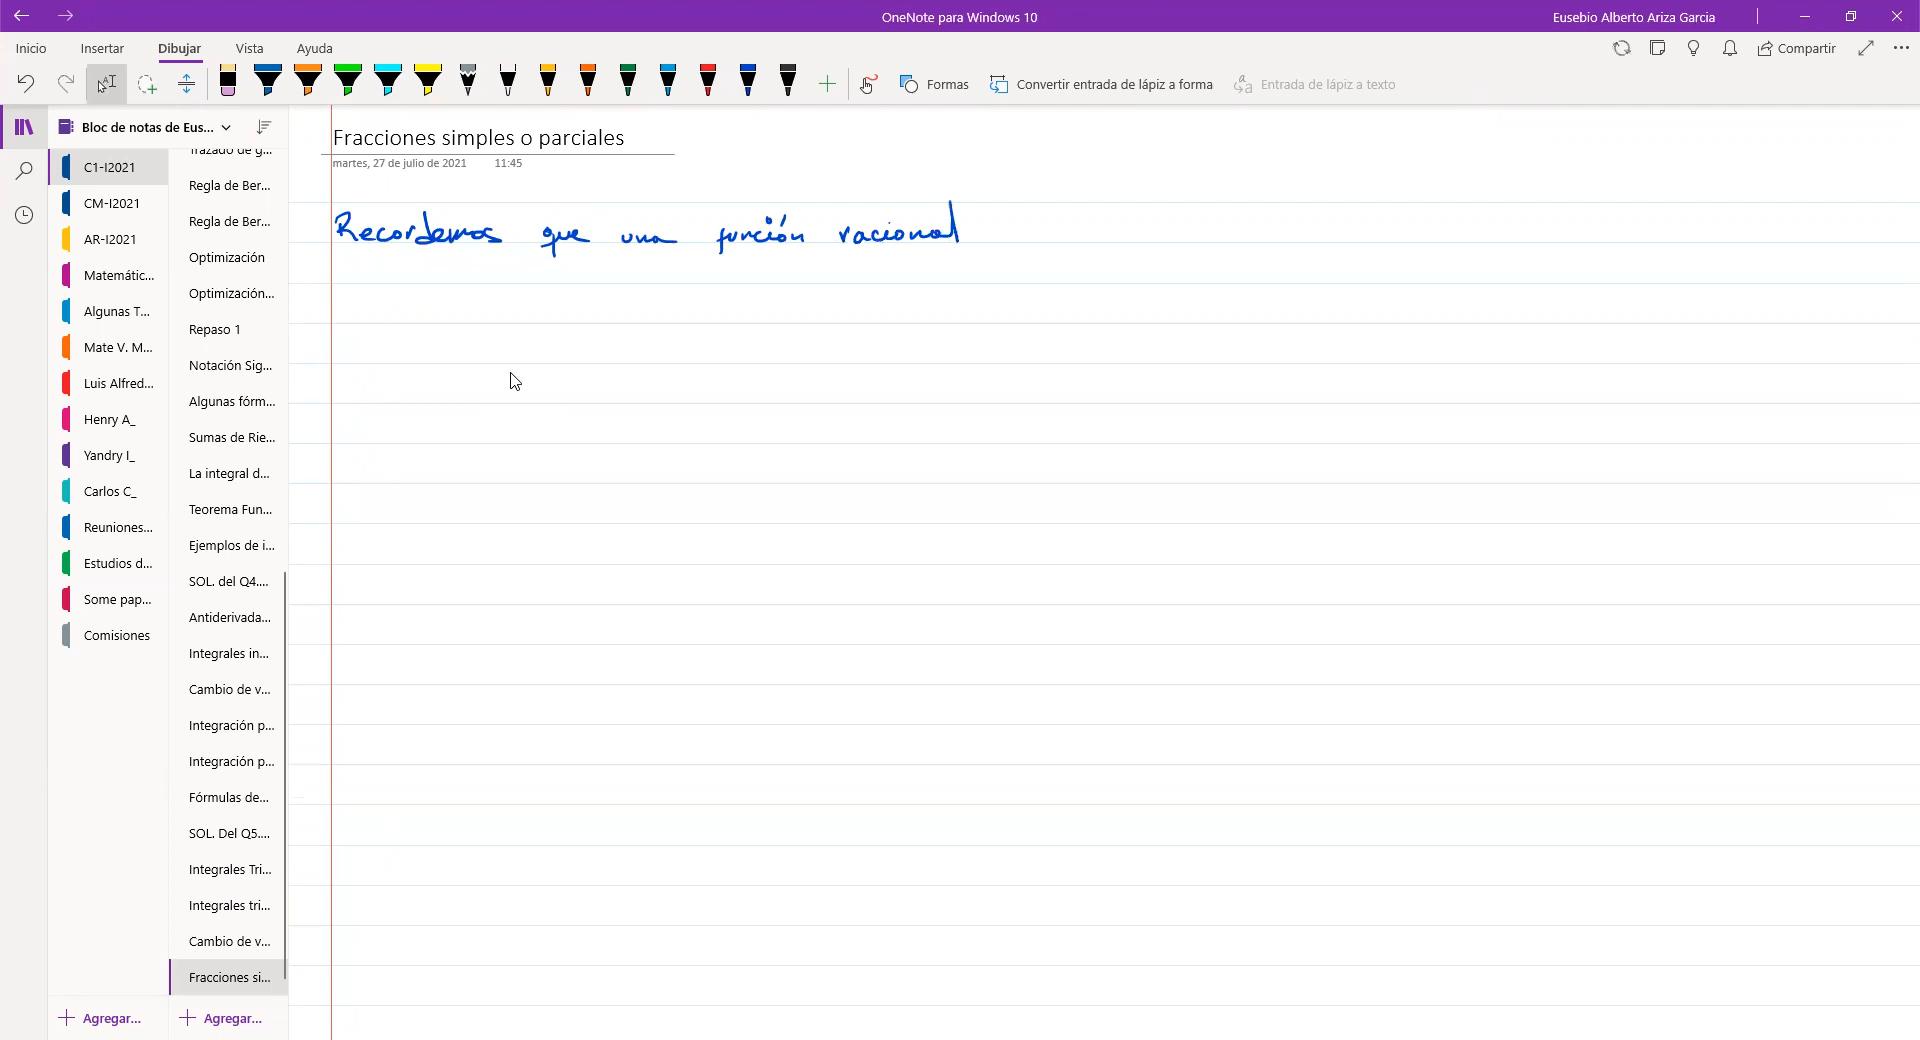 OneNote para Windows 10
Eusebio Alberto Ariza Garcia
Inicio Insertar Dibujar Vista Ayuda
Compartir
Formas
Convertir entrada de lápiz a forma
Entrada de lápiz a texto
Bloc de notas de Eus...
C1-I2021
CM-I2021
AR-I2021
Matemátic...
Algunas T...
Mate V. M...
Luis Alfred...
Henry A_
Yandry I_
Carlos C_
Reuniones...
Estudios d...
Some pap...
Comisiones
Agregar...
Trazado de g...
Regla de Ber...
Regla de Ber...
Optimización
Optimización...
Repaso 1
Notación Sig...
Algunas fórm...
Sumas de Rie...
La integral d...
Teorema Fun...
Ejemplos de i...
SOL. del Q4....
Antiderivada...
Integrales in...
Cambio de v...
Integración p...
Integración p...
Fórmulas de...
SOL. Del Q5....
Integrales Tri...
Integrales tri...
Cambio de v...
Fracciones si...
Agregar...
Fracciones simples o parciales
martes, 27 de julio de 2021 11:45
Recordemos que una función racional